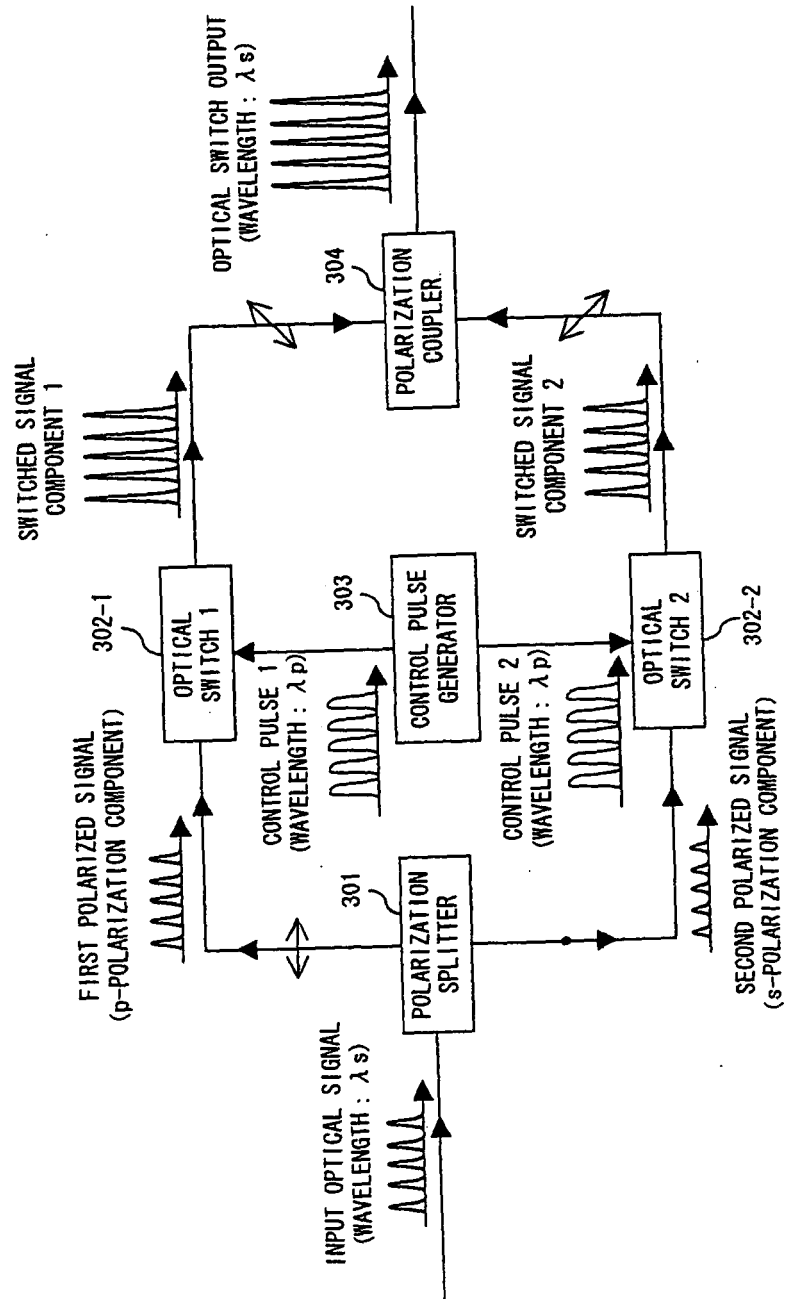 INPUT OPTICAL SIGNAL
(WAVELENGTH : λs)
301
POLARIZATION
SPLITTER
FIRST POLARIZED SIGNAL
(p-POLARIZATION COMPONENT)
SECOND POLARIZED SIGNAL
(s-POLARIZATION COMPONENT)
302-1
OPTICAL
SWITCH 1
CONTROL PULSE 1
(WAVELENGTH : λp)
303
CONTROL PULSE
GENERATOR
CONTROL PULSE 2
(WAVELENGTH : λp)
OPTICAL
SWITCH 2
302-2
SWITCHED SIGNAL
COMPONENT 1
SWITCHED SIGNAL
COMPONENT 2
304
POLARIZATION
COUPLER
OPTICAL SWITCH OUTPUT
(WAVELENGTH : λs)